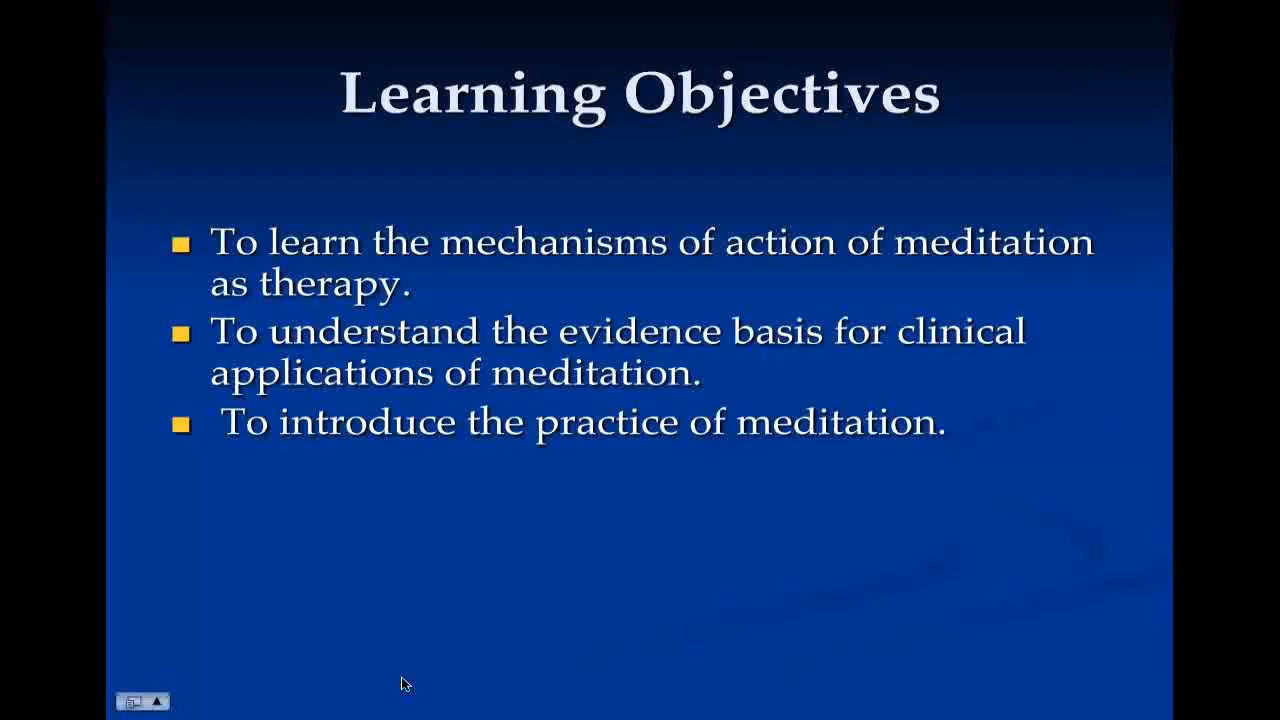 Learning Objectives
To learn the mechanisms of action of meditation
as therapy.
To understand the evidence basis for clinical
applications of meditation.
To introduce the practice of meditation.